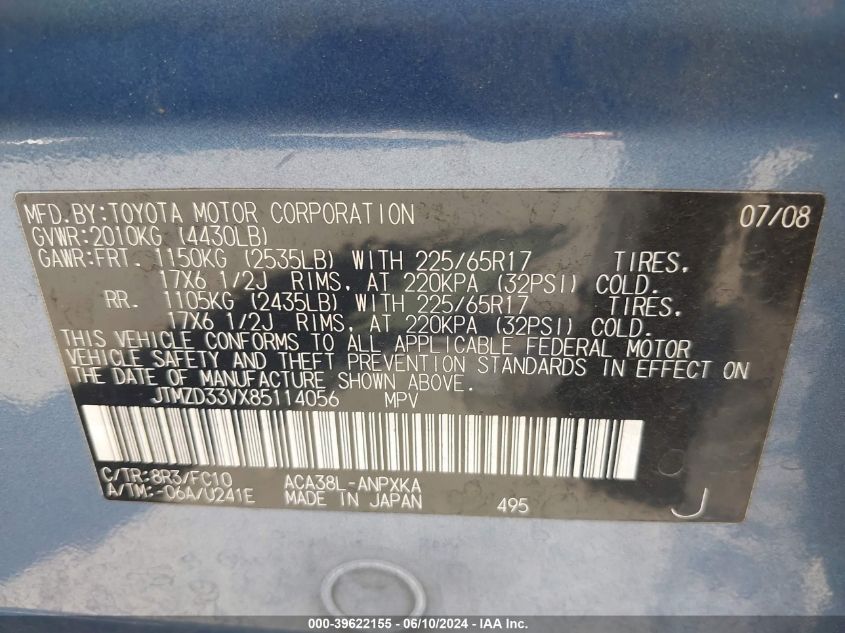 MFD.BY:TOYOTA MOTOR CORPORATION 07/08
GVWR:2010KG (4430LB)
GAWR:FRT. 1150KG (2535LB) WITH 225/65R17 TIRES,
17X6 1/2J RIMS, AT 220KPA (32PSI) COLD.
RR. 1105KG (2435LB) WITH 225/65R17 TIRES,
17X6 1/2J RIMS, AT 220KPA (32PSI) COLD.
THIS VEHICLE CONFORMS TO ALL APPLICABLE FEDERAL MOTOR
VEHICLE SAFETY AND THEFT PREVENTION STANDARDS IN EFFECT ON
THE DATE OF MANUFACTURE SHOWN ABOVE.
JTMZD33VX85114056 MPV
C/TR:8R3/FC10 ACA38L-ANPXKA
A/TM:-06A/U241E MADE IN JAPAN 495 J
000-39622155 - 06/10/2024 - IAA Inc.